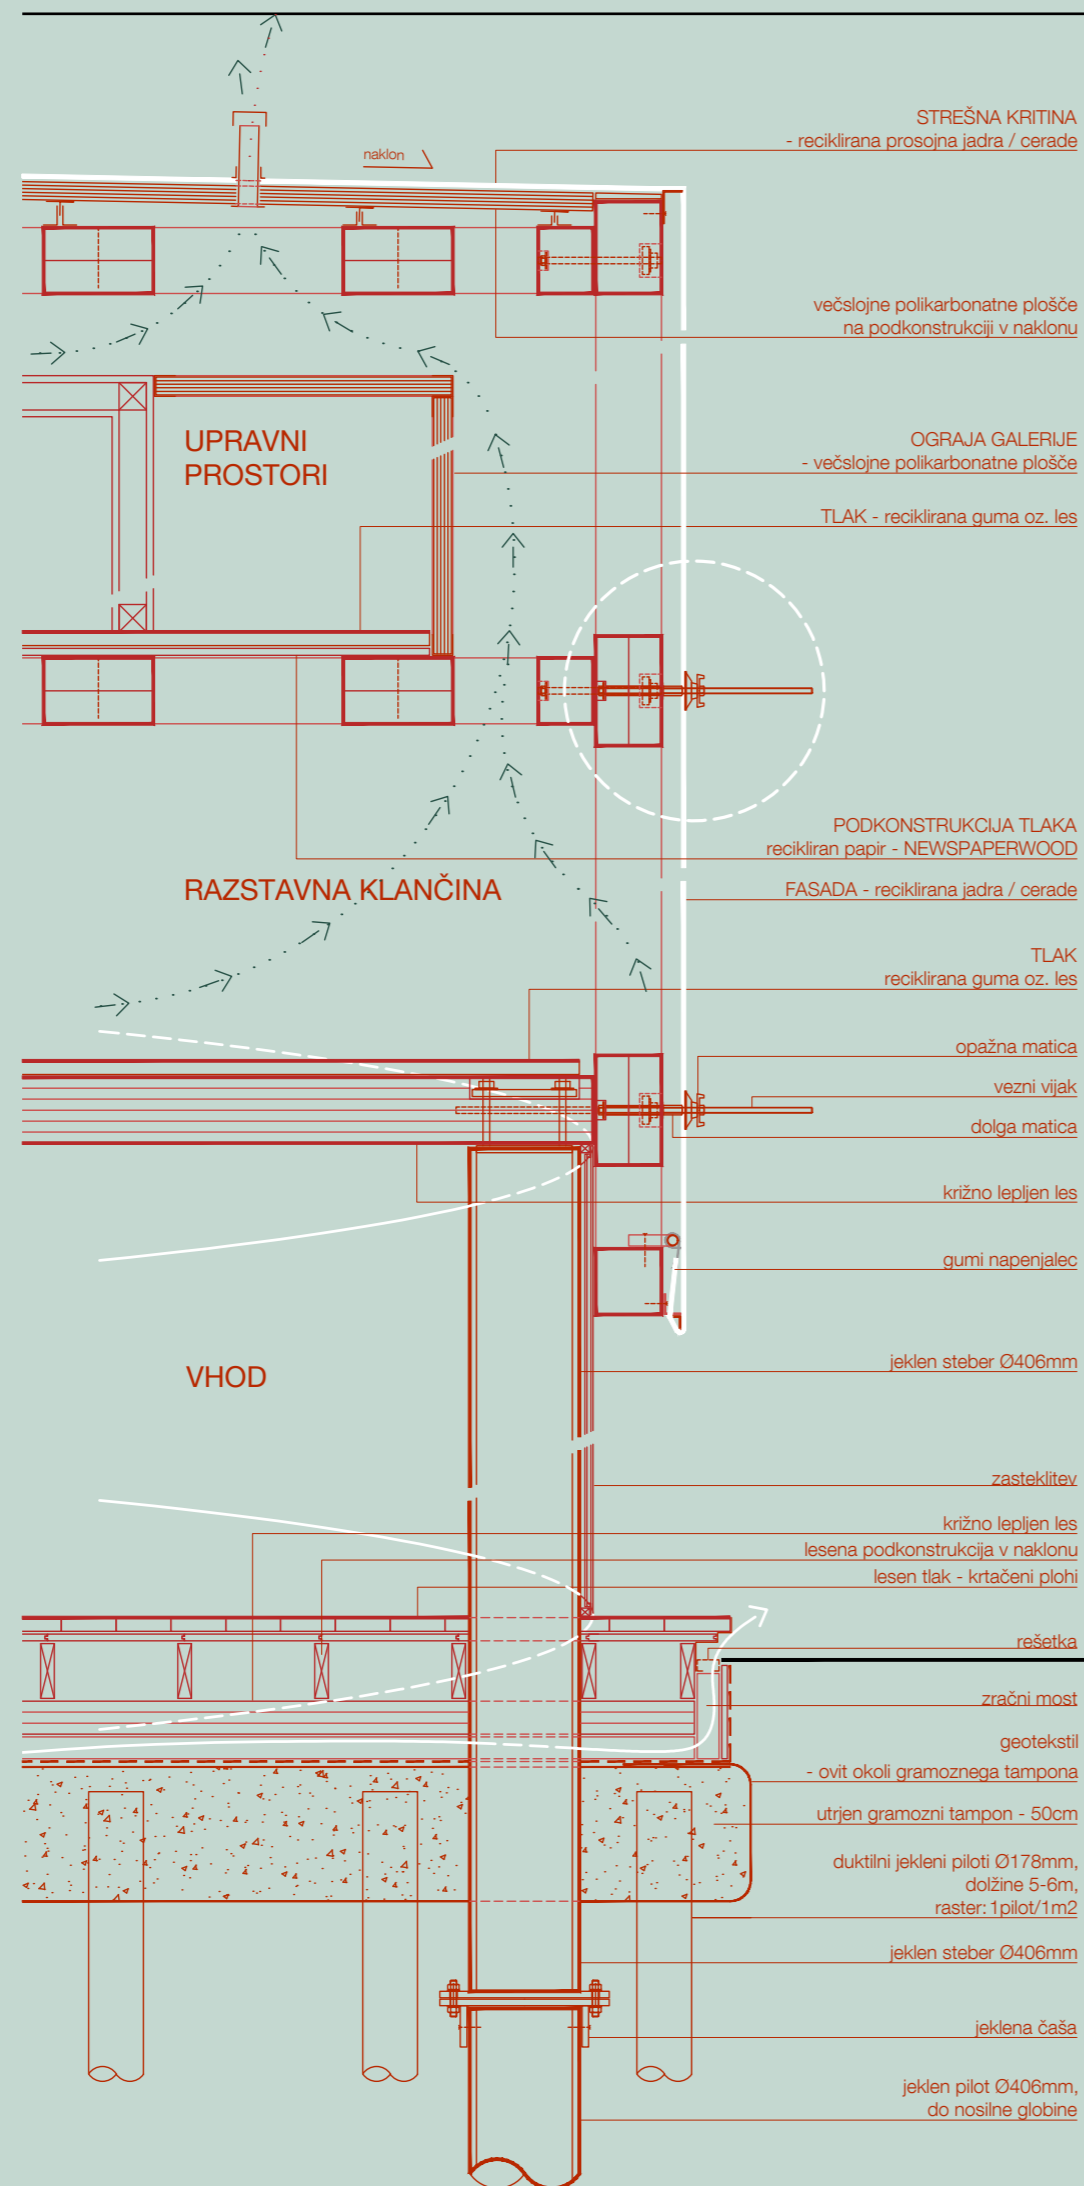 STREŠNA KRITINA
- reciklirana prosojna jadra / cerade
naklon
večslojne polikarbonatne plošče
na podkonstrukciji v naklonu
UPRAVNI
PROSTORI
OGRAJA GALERIJE
- večslojne polikarbonatne plošče
TLAK - reciklirana guma oz. les
PODKONSTRUKCIJA TLAKA
recikliran papir - NEWSPAPERWOOD
RAZSTAVNA KLANČINA
FASADA - reciklirana jadra / cerade
TLAK
reciklirana guma oz. les
opažna matica
vezni vijak
dolga matica
križno lepljen les
gumi napenjalec
jeklen steber Ø406mm
VHOD
zasteklitev
križno lepljen les
lesena podkonstrukcija v naklonu
lesen tlak - krtačeni plohi
rešetka
zračni most
geotekstil
- ovit okoli gramoznega tampona
utrjen gramozni tampon - 50cm
duktilni jekleni piloti Ø178mm,
dolžine 5-6m,
raster: 1pilot/1m2
jeklen steber Ø406mm
jeklena čaša
jeklen pilot Ø406mm,
do nosilne globine